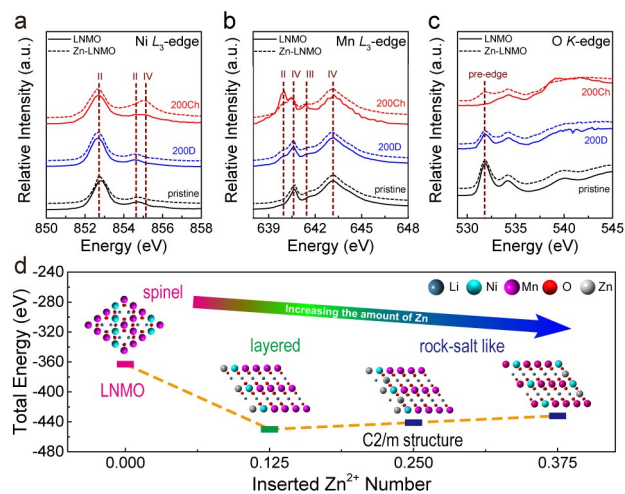 a
LNMO
Zn-LNMO
Ni L3-edge
II
II IV
200Ch
200D
pristine
Relative Intensity (a.u.)
850 852 854 856 858
Energy (eV)
b
LNMO
Zn-LNMO
Mn L3-edge
II IV III IV
200Ch
200D
pristine
Relative Intensity (a.u.)
639 642 645 648
Energy (eV)
c
LNMO
Zn-LNMO
O K-edge
pre-edge
200Ch
200D
pristine
Relative Intensity (a.u.)
530 535 540 545
Energy (eV)
d
-240
-280
-320
-360
-400
-440
-480
Total Energy (eV)
spinel
Increasing the amount of Zn
Li Ni Mn O Zn
layered
rock-salt like
LNMO
C2/m structure
0.000 0.125 0.250 0.375
Inserted Zn2+ Number